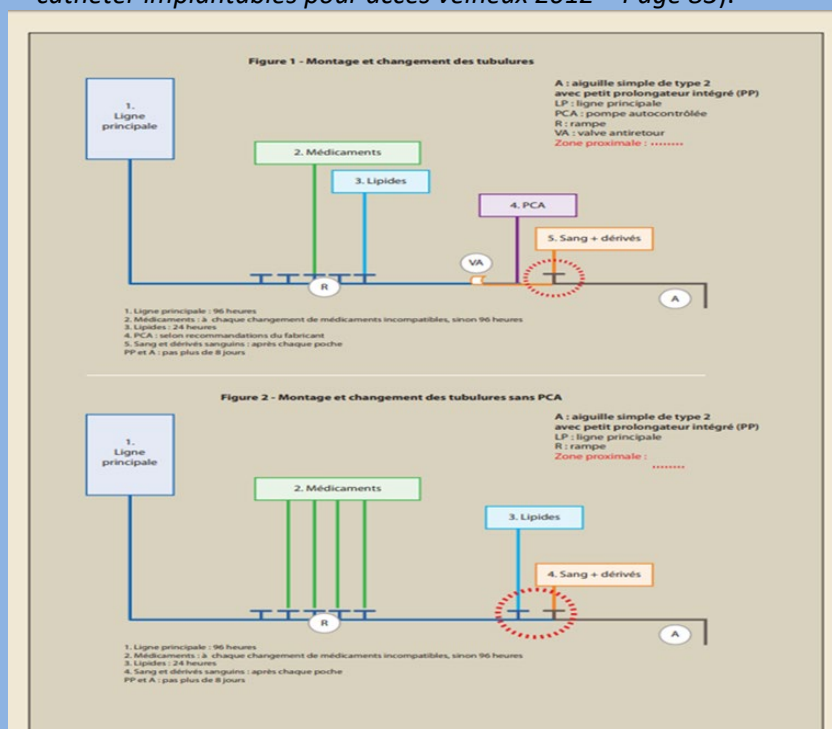 catheter implantables pour accès veineux 2012 – Page 85).
Figure 1 - Montage et changement des tubulures
A : aiguille simple de type 2
avec petit prolongateur intégré (PP)
LP : ligne principale
PCA : pompe autocontrôlée
R : rampe
VA : valve antiretour
Zone proximale : ........
1.
Ligne
principale
2. Médicaments
3. Lipides
4. PCA
5. Sang + dérivés
VA
R
A
1. Ligne principale : 96 heures
2. Médicaments : à chaque changement de médicaments incompatibles, sinon 96 heures
3. Lipides : 24 heures
4. PCA : selon recommandations du fabricant
5. Sang et dérivés sanguins : après chaque poche
PP et A : pas plus de 8 jours
Figure 2 - Montage et changement des tubulures sans PCA
A : aiguille simple de type 2
avec petit prolongateur intégré (PP)
LP : ligne principale
R : rampe
Zone proximale :
........
1.
Ligne
principale
2. Médicaments
3. Lipides
4. Sang + dérivés
R
A
1. Ligne principale : 96 heures
2. Médicaments : à chaque changement de médicaments incompatibles, sinon 96 heures
3. Lipides : 24 heures
4. Sang et dérivés sanguins : après chaque poche
PP et A : pas plus de 8 jours